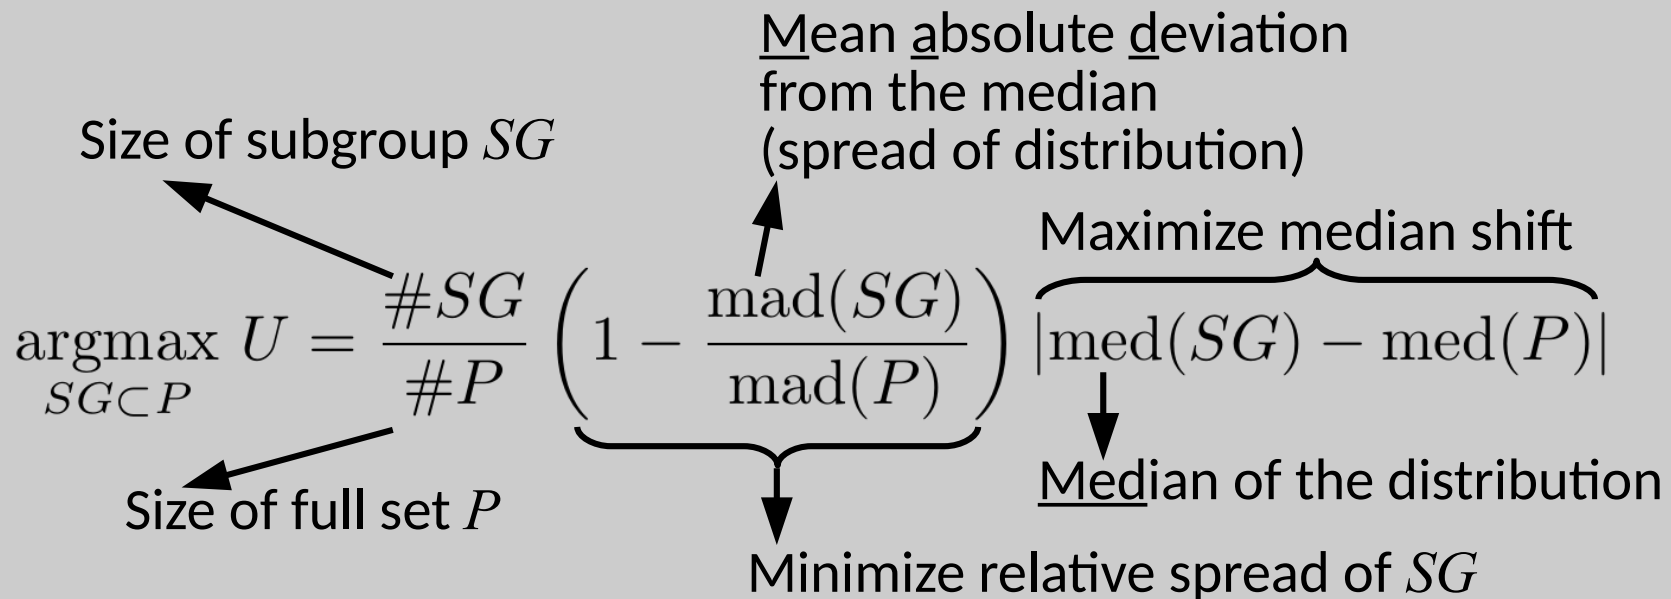 Mean absolute deviation
from the median
(spread of distribution)
Size of subgroup SG
Maximize median shift
argmax U = #SG / #P (1 − mad(SG) / mad(P)) |med(SG) − med(P)|
SG⊂P
Size of full set P
Median of the distribution
Minimize relative spread of SG